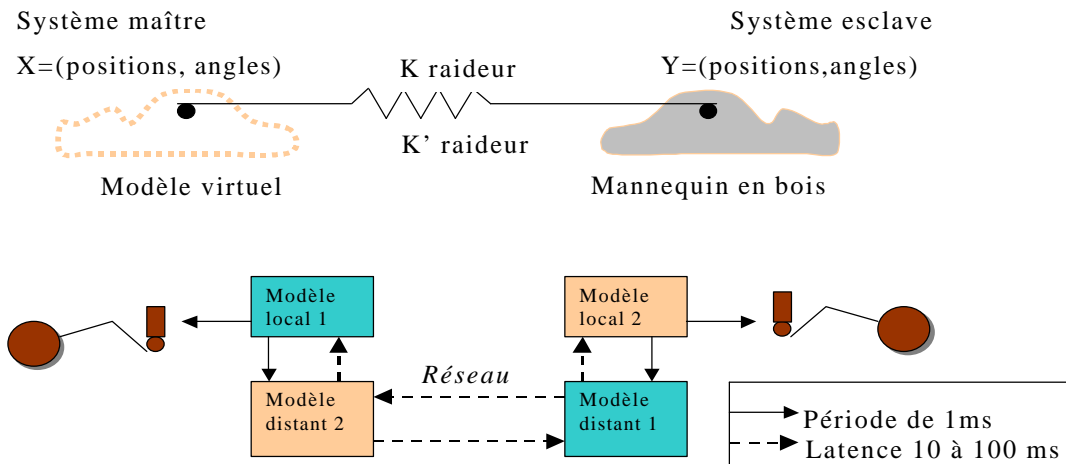 Système maître
Système esclave
X=(positions, angles)
K raideur
Y=(positions,angles)
K’ raideur
Modèle virtuel
Mannequin en bois
Modèle
local 1
Modèle
local 2
Réseau
Modèle
distant 2
Modèle
distant 1
Période de 1ms
Latence 10 à 100 ms